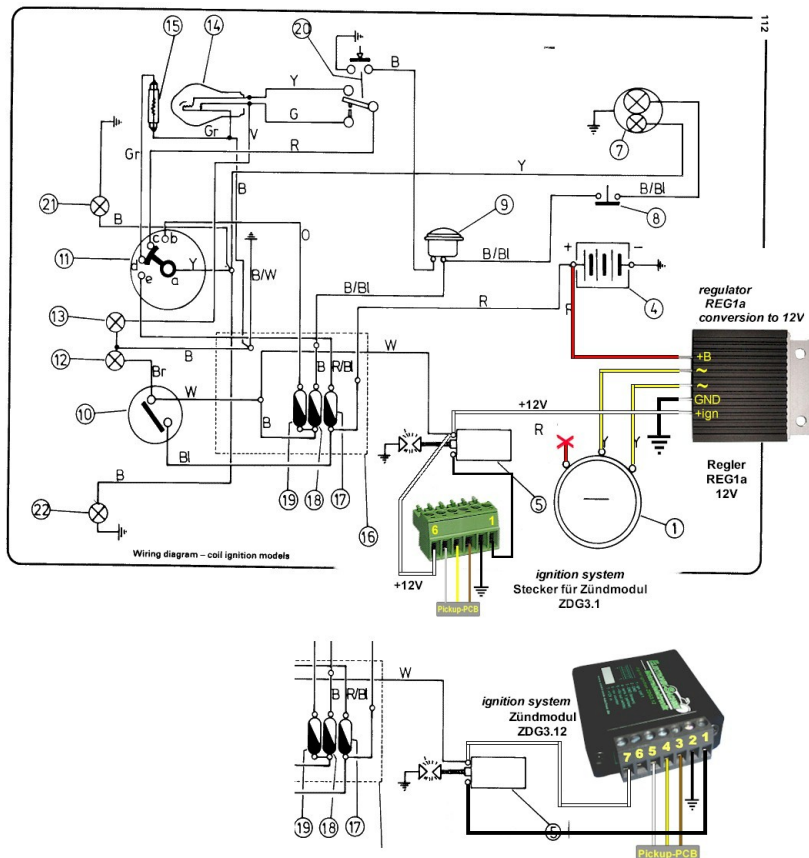 112
15
14
20
B
Y
G
Gr
V
R
Gr
7
Y
21
B
B
9
B/Bl
8
c
b
O
B/Bl
11
d
Y
e
a
B/W
+
−
R
4
R
regulator
REG1a
conversion to 12V
13
B/Bl
12
B
W
+B
~
~
GND
+ign
Br
B
R/Bl
W
+12V
10
B
R
Y
Y
Bl
Regler
REG1a
12V
B
19
18
17
5
1
22
16
6
1
Wiring diagram – coil ignition models
+12V
Pickup-PCB
ignition system
Stecker für Zündmodul
ZDG3.1
W
B
R/Bl
ignition system
Zündmodul
ZDG3.12
7
6
5
4
3
2
1
19
18
17
5
Pickup-PCB